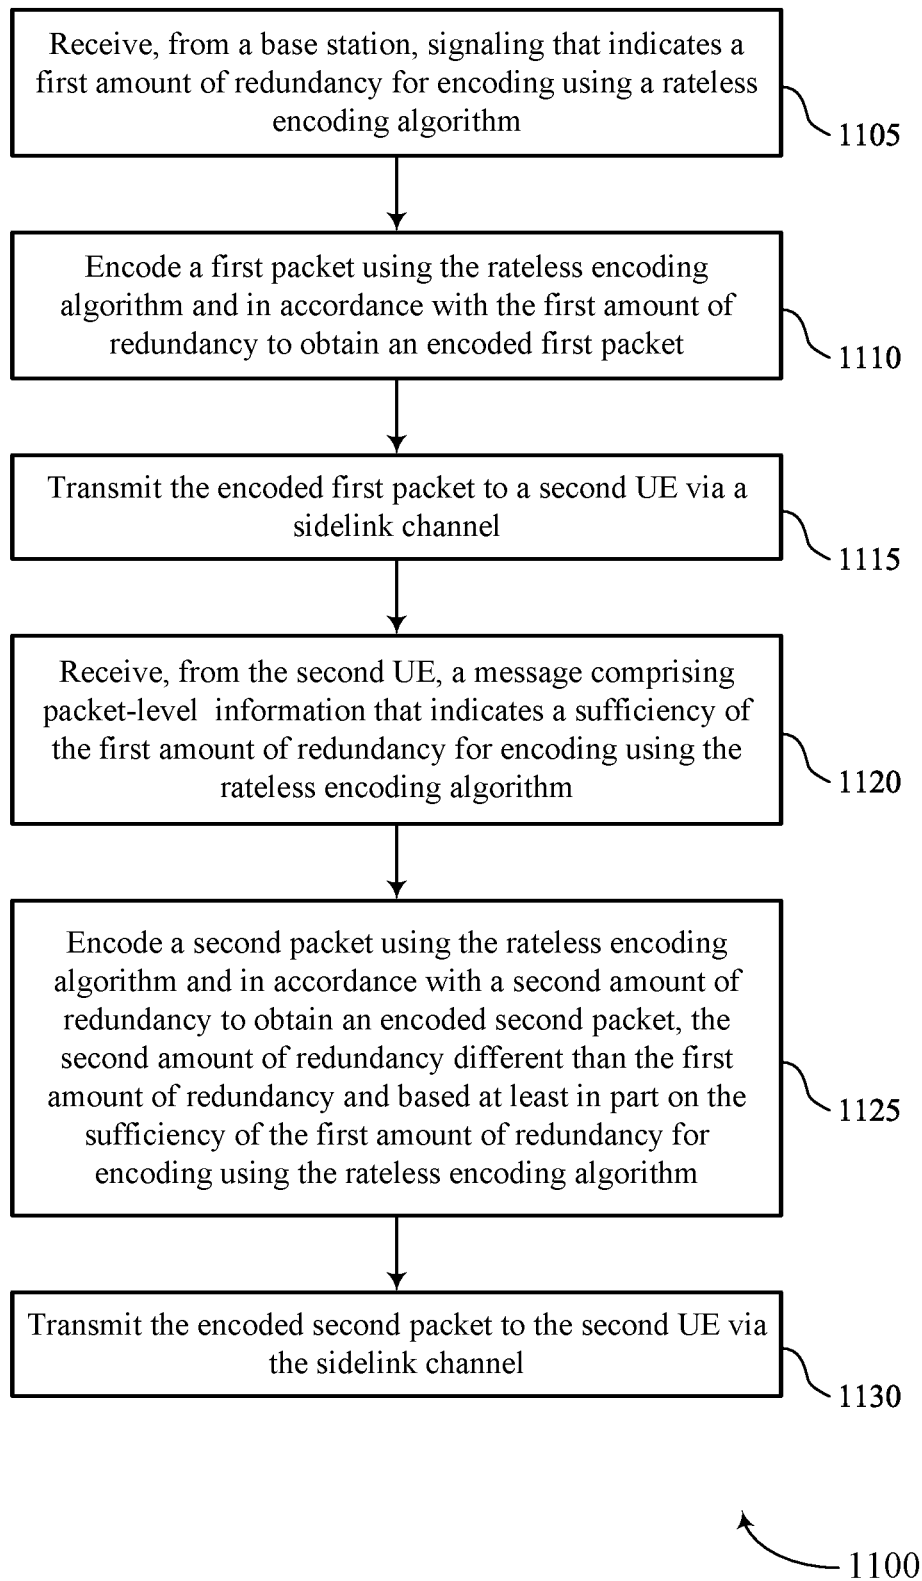 Receive, from a base station, signaling that indicates a
first amount of redundancy for encoding using a rateless
encoding algorithm
1105
Encode a first packet using the rateless encoding
algorithm and in accordance with the first amount of
redundancy to obtain an encoded first packet
1110
Transmit the encoded first packet to a second UE via a
sidelink channel
1115
Receive, from the second UE, a message comprising
packet-level  information that indicates a sufficiency of
the first amount of redundancy for encoding using the
rateless encoding algorithm
1120
Encode a second packet using the rateless encoding
algorithm and in accordance with a second amount of
redundancy to obtain an encoded second packet, the
second amount of redundancy different than the first
amount of redundancy and based at least in part on the
sufficiency of the first amount of redundancy for
encoding using the rateless encoding algorithm
1125
Transmit the encoded second packet to the second UE via
the sidelink channel
1130
1100